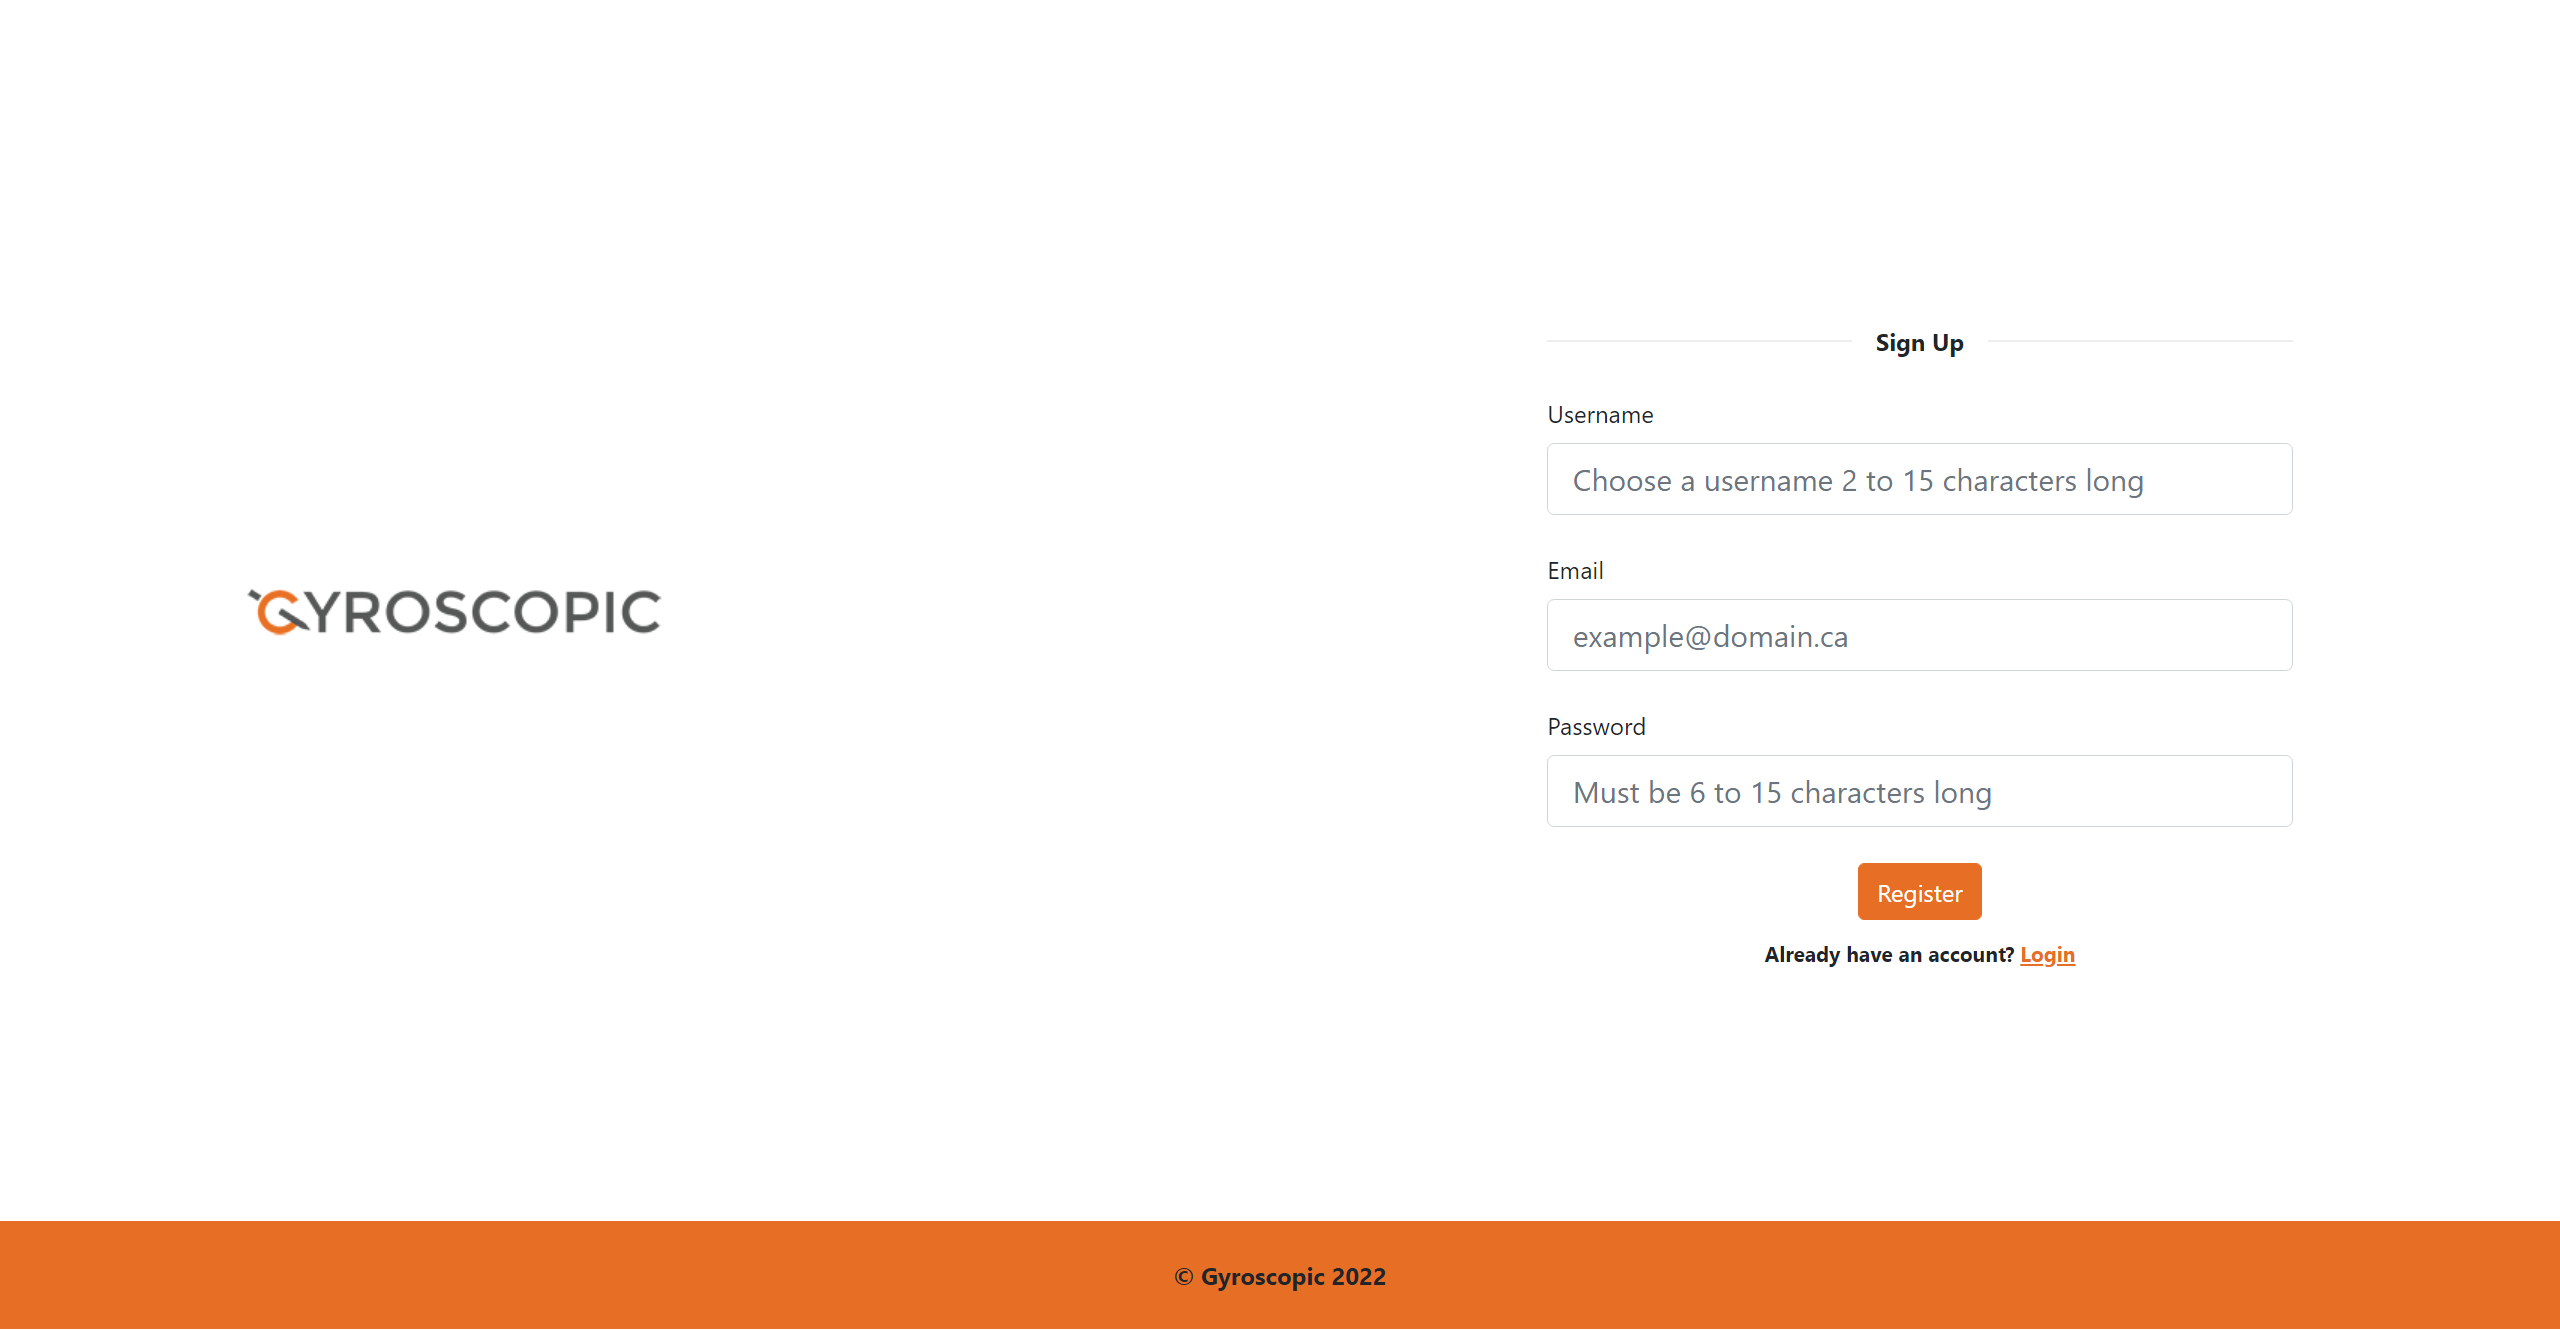 GYROSCOPIC
Sign Up
Username
Choose a username 2 to 15 characters long
Email
example@domain.ca
Password
Must be 6 to 15 characters long
Register
Already have an account? Login
© Gyroscopic 2022